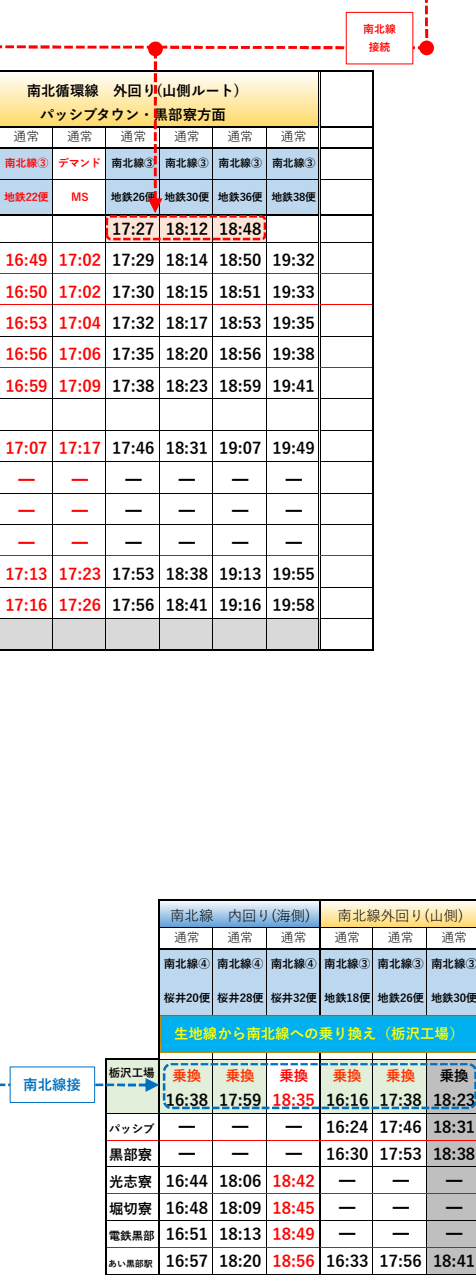 南北線
接続
南北循環線　外回り(山側ルート)
パッシブタウン・黒部寮方面
通常 通常 通常 通常 通常 通常
南北線③ デマンド 南北線③ 南北線③ 南北線③ 南北線③
地鉄22便 MS 地鉄26便 地鉄30便 地鉄36便 地鉄38便
17:27 18:12 18:48
16:49 17:02 17:29 18:14 18:50 19:32
16:50 17:02 17:30 18:15 18:51 19:33
16:53 17:04 17:32 18:17 18:53 19:35
16:56 17:06 17:35 18:20 18:56 19:38
16:59 17:09 17:38 18:23 18:59 19:41
17:07 17:17 17:46 18:31 19:07 19:49
— — — — — —
— — — — — —
— — — — — —
17:13 17:23 17:53 18:38 19:13 19:55
17:16 17:26 17:56 18:41 19:16 19:58
南北線　内回り(海側) 南北線外回り(山側)
通常 通常 通常 通常 通常 通常
南北線④ 南北線④ 南北線④ 南北線③ 南北線③ 南北線③
桜井20便 桜井28便 桜井32便 地鉄18便 地鉄26便 地鉄30便
生地線から南北線への乗り換え（栃沢工場）
南北線接
栃沢工場 乗換 乗換 乗換 乗換 乗換 乗換
16:38 17:59 18:35 16:16 17:38 18:23
パッシブ — — — 16:24 17:46 18:31
黒部寮 — — — 16:30 17:53 18:38
光志寮 16:44 18:06 18:42 — — —
堀切寮 16:48 18:09 18:45 — — —
電鉄黒部 16:51 18:13 18:49 — — —
あい黒部駅 16:57 18:20 18:56 16:33 17:56 18:41